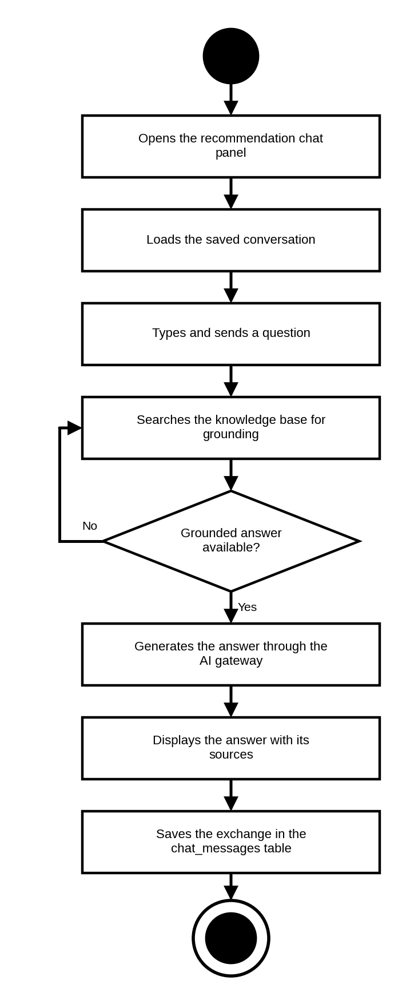 Opens the recommendation chat
panel
Loads the saved conversation
Types and sends a question
Searches the knowledge base for
grounding
No
Grounded answer
available?
Yes
Generates the answer through the
AI gateway
Displays the answer with its
sources
Saves the exchange in the
chat_messages table